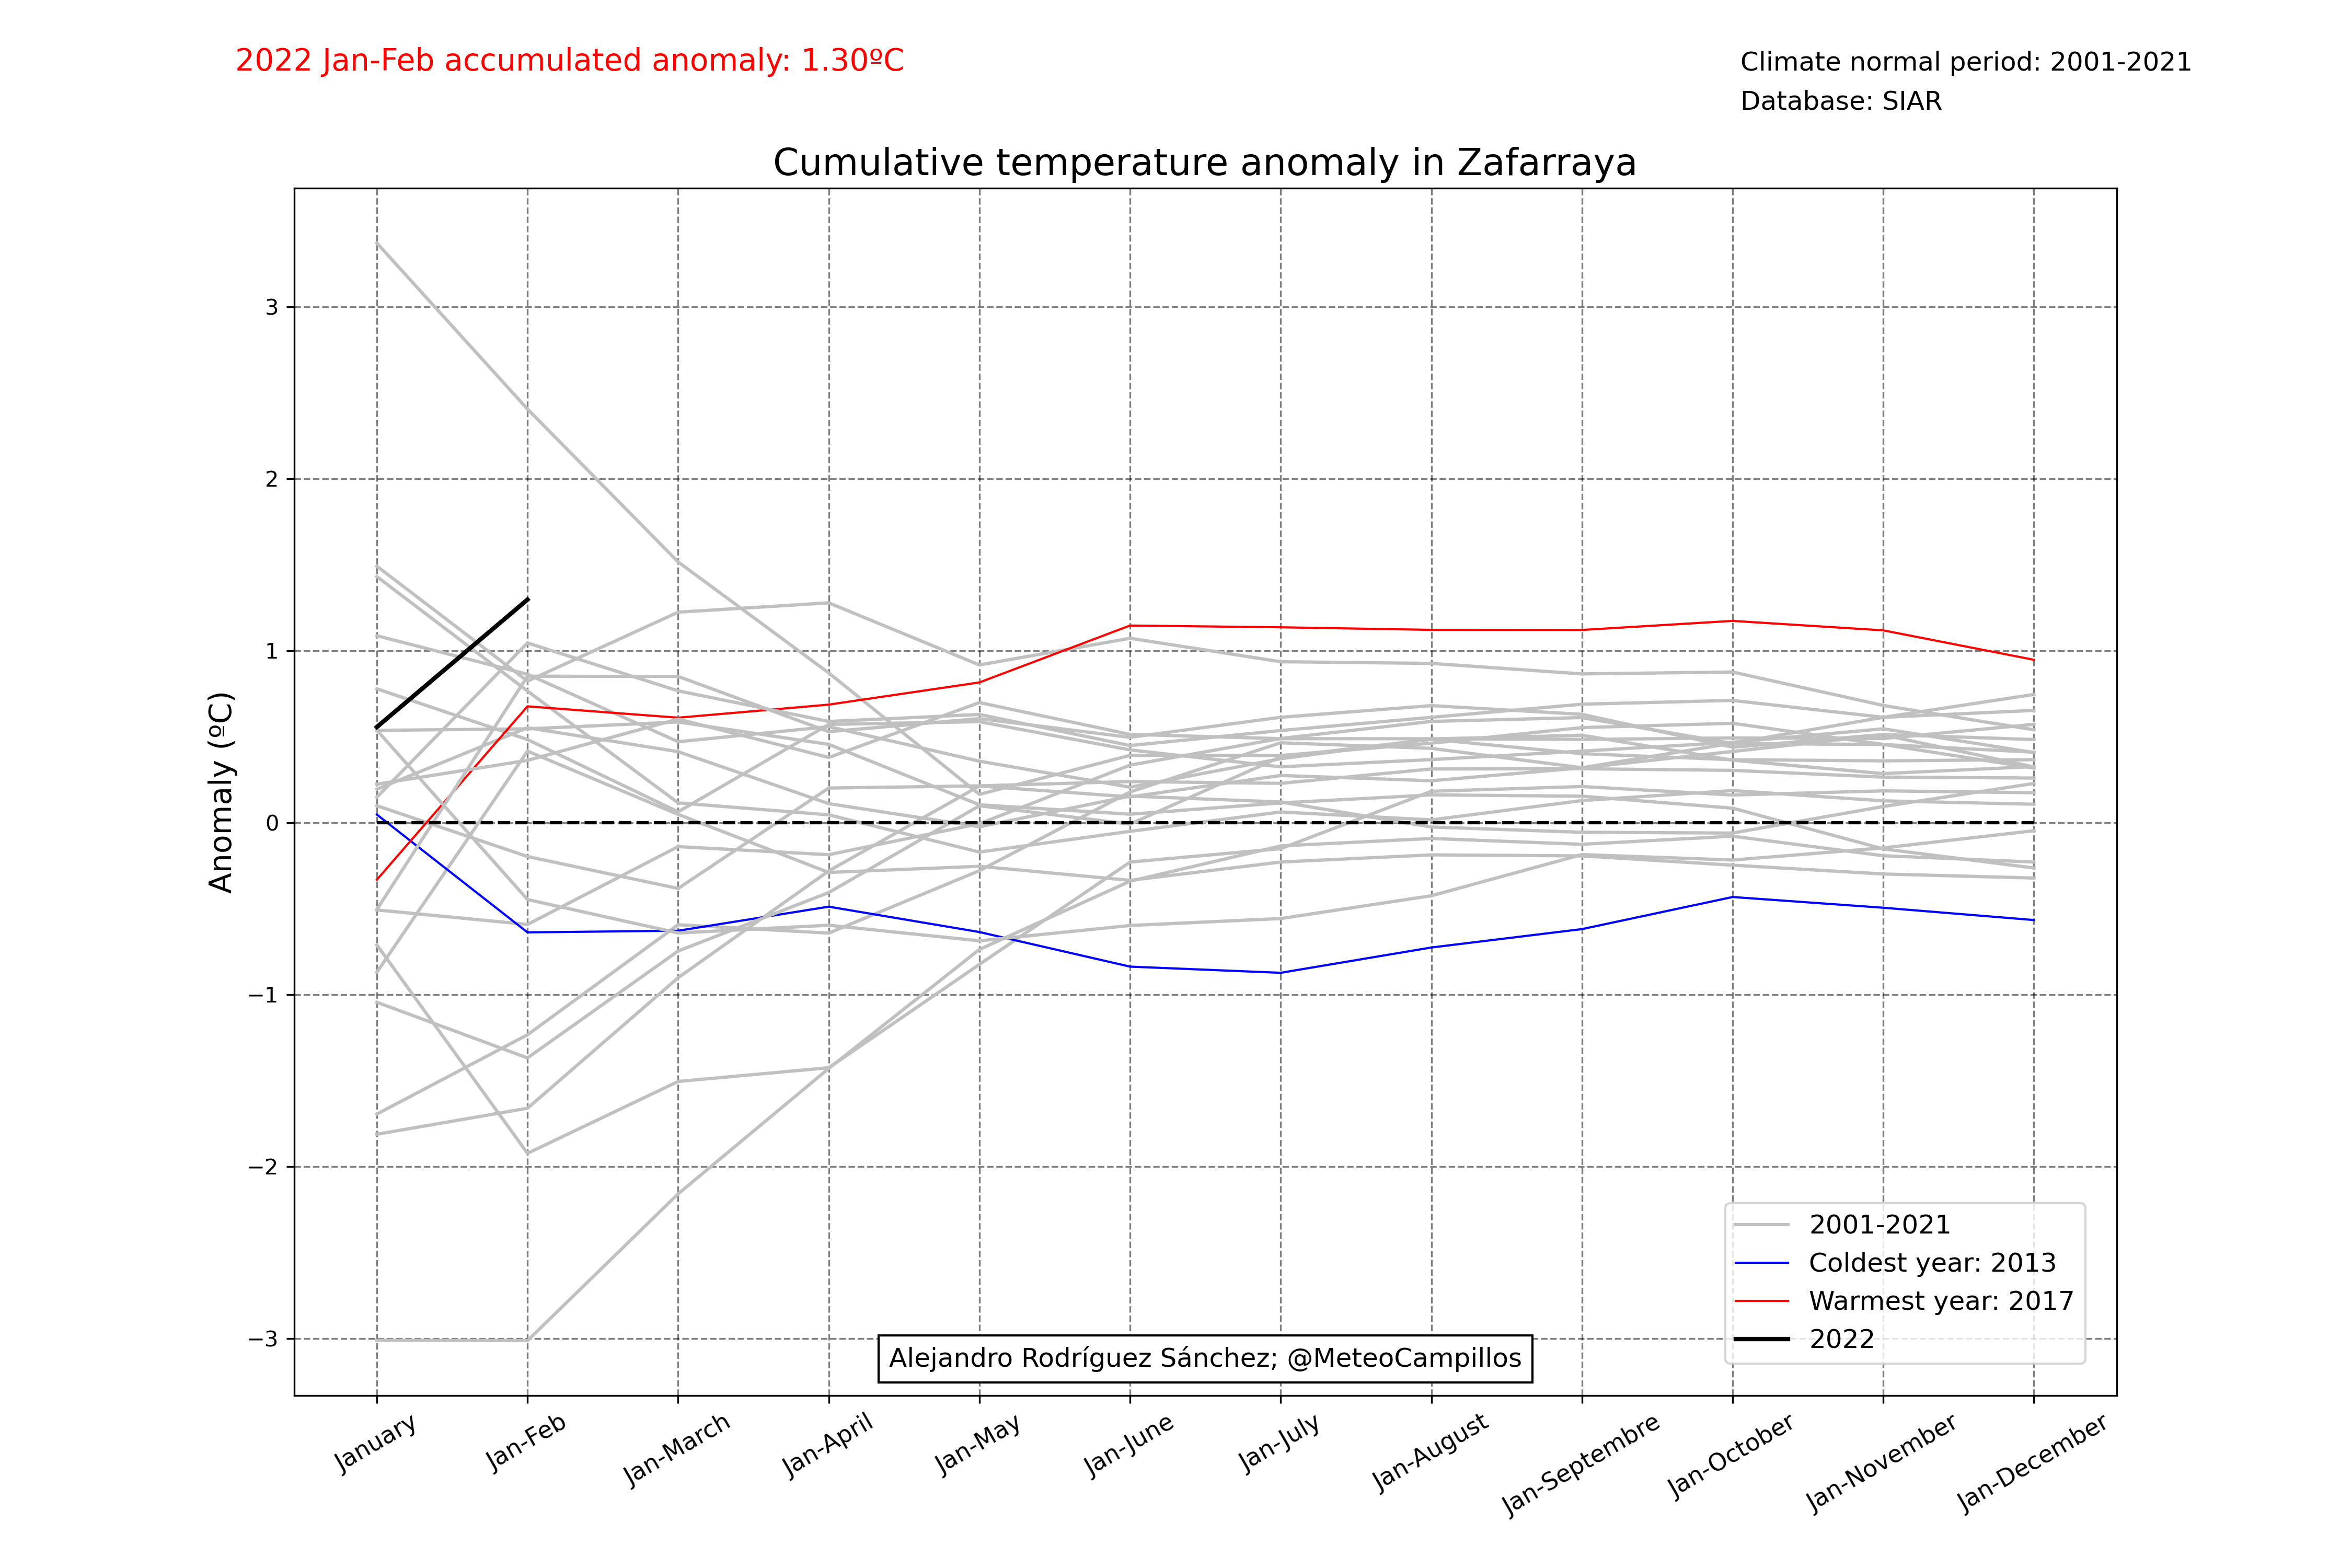 2022 Jan-Feb accumulated anomaly: 1.30ºC
Climate normal period: 2001-2021
Database: SIAR
Cumulative temperature anomaly in Zafarraya
Anomaly (ºC)
3
2
1
0
−1
−2
−3
2001-2021
Coldest year: 2013
Warmest year: 2017
2022
Alejandro Rodríguez Sánchez; @MeteoCampillos
January
Jan-Feb
Jan-March
Jan-April
Jan-May
Jan-June
Jan-July
Jan-August
Jan-Septembre
Jan-October
Jan-November
Jan-December